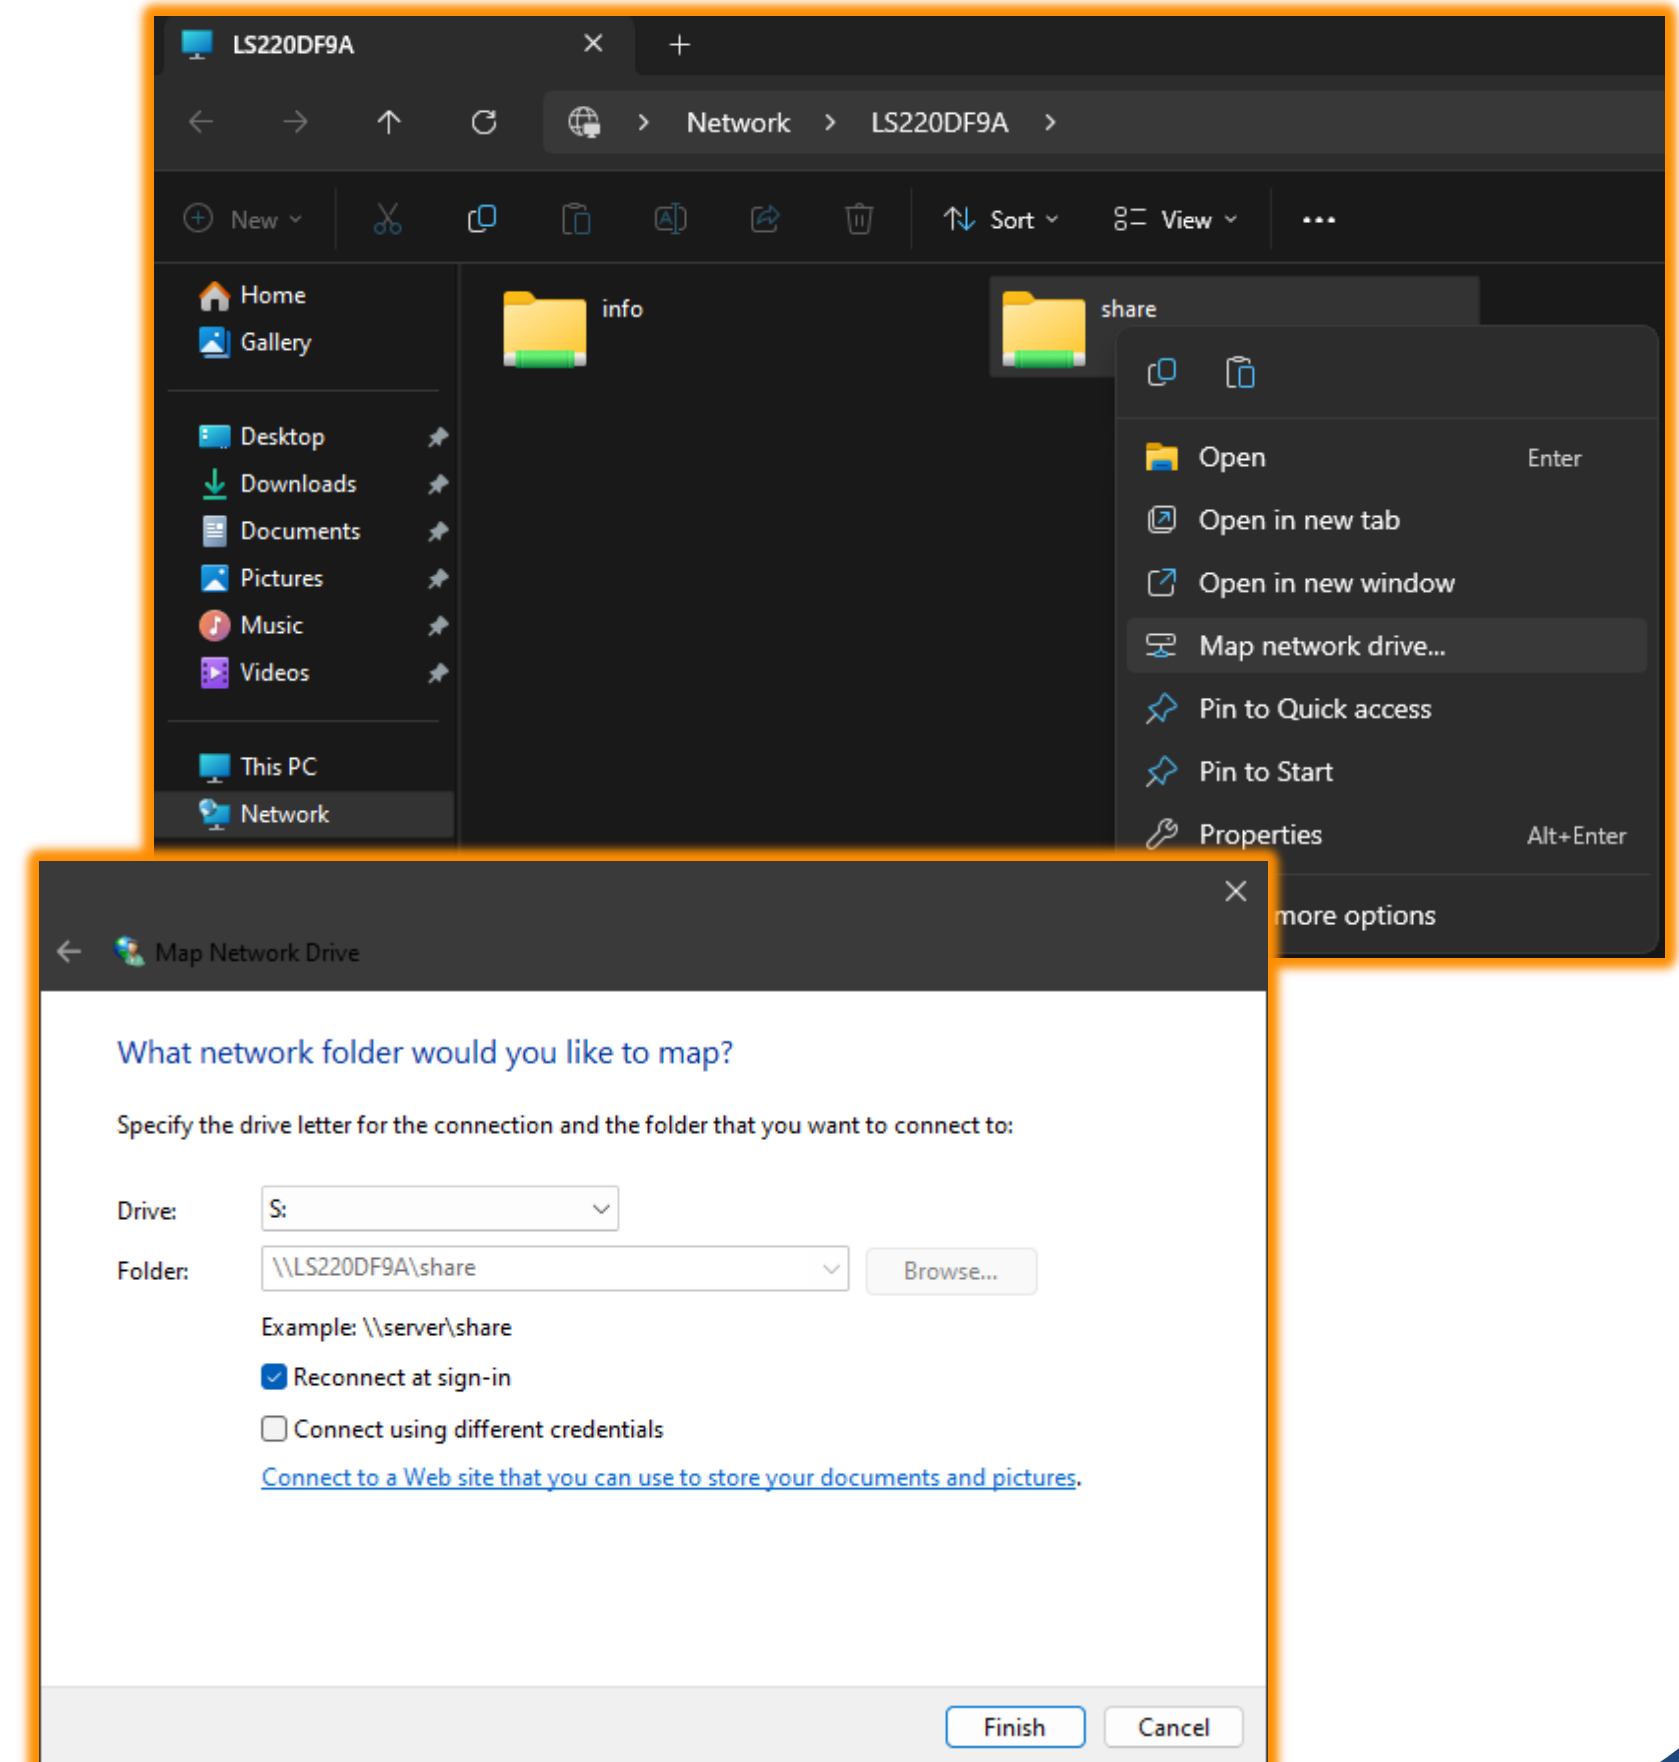 LS220DF9A
Network
LS220DF9A
New
Sort
View
Home
Gallery
Desktop
Downloads
Documents
Pictures
Music
Videos
This PC
Network
info
share
Open Enter
Open in new tab
Open in new window
Map network drive...
Pin to Quick access
Pin to Start
Properties Alt+Enter
more options
Map Network Drive
What network folder would you like to map?
Specify the drive letter for the connection and the folder that you want to connect to:
Drive: S:
Folder: \\LS220DF9A\share Browse...
Example: \\server\share
Reconnect at sign-in
Connect using different credentials
Connect to a Web site that you can use to store your documents and pictures.
Finish Cancel